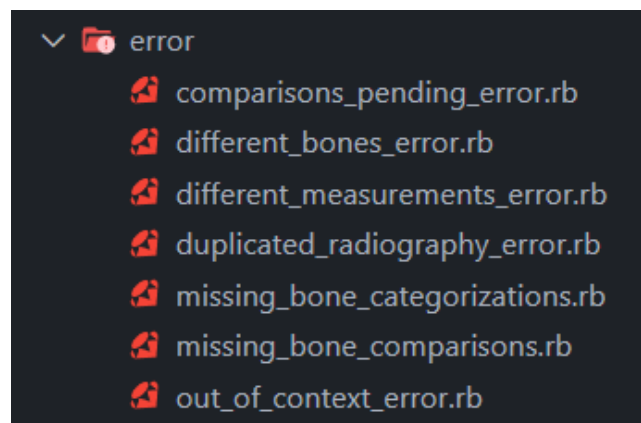 error
comparisons_pending_error.rb
different_bones_error.rb
different_measurements_error.rb
duplicated_radiography_error.rb
missing_bone_categorizations.rb
missing_bone_comparisons.rb
out_of_context_error.rb